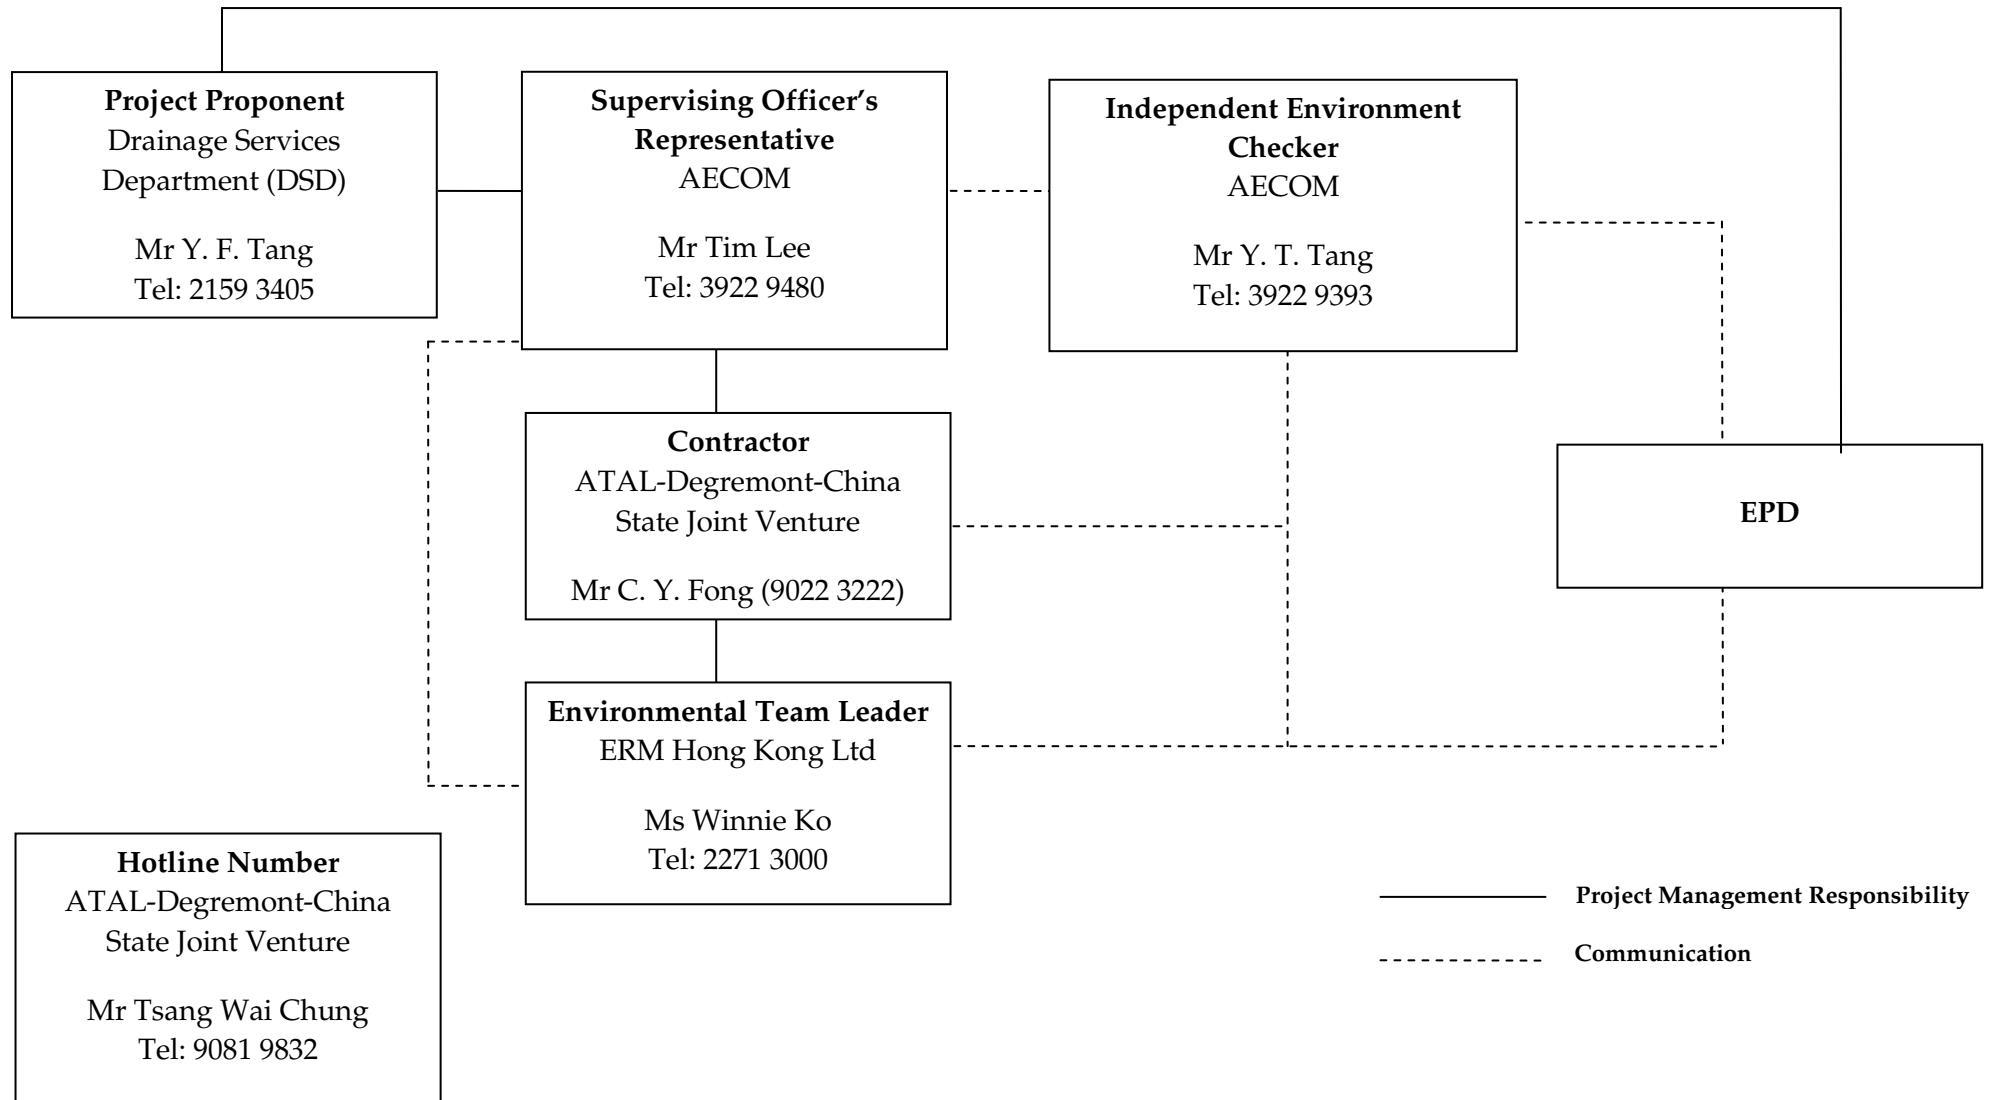 Project Proponent
Drainage Services
Department (DSD)
Mr Y. F. Tang
Tel: 2159 3405
Supervising Officer’s
Representative
AECOM
Mr Tim Lee
Tel: 3922 9480
Independent Environment
Checker
AECOM
Mr Y. T. Tang
Tel: 3922 9393
Contractor
ATAL-Degremont-China
State Joint Venture
Mr C. Y. Fong (9022 3222)
EPD
Environmental Team Leader
ERM Hong Kong Ltd
Ms Winnie Ko
Tel: 2271 3000
Hotline Number
ATAL-Degremont-China
State Joint Venture
Mr Tsang Wai Chung
Tel: 9081 9832
Project Management Responsibility
Communication